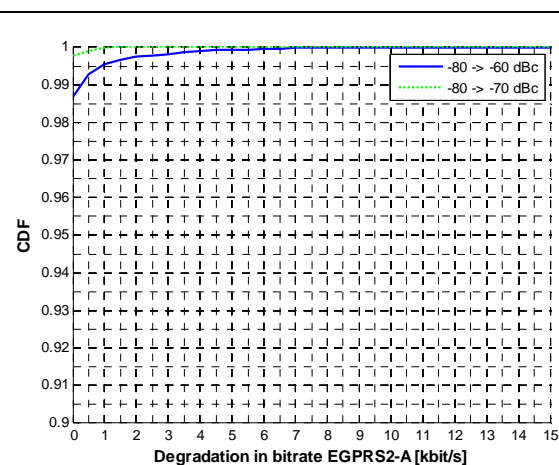 1
0.99
0.98
0.97
0.96
0.95
0.94
0.93
0.92
0.91
0.9
CDF
-80 -> -60 dBc
-80 -> -70 dBc
0 1 2 3 4 5 6 7 8 9 10 11 12 13 14 15
Degradation in bitrate EGPRS2-A [kbit/s]